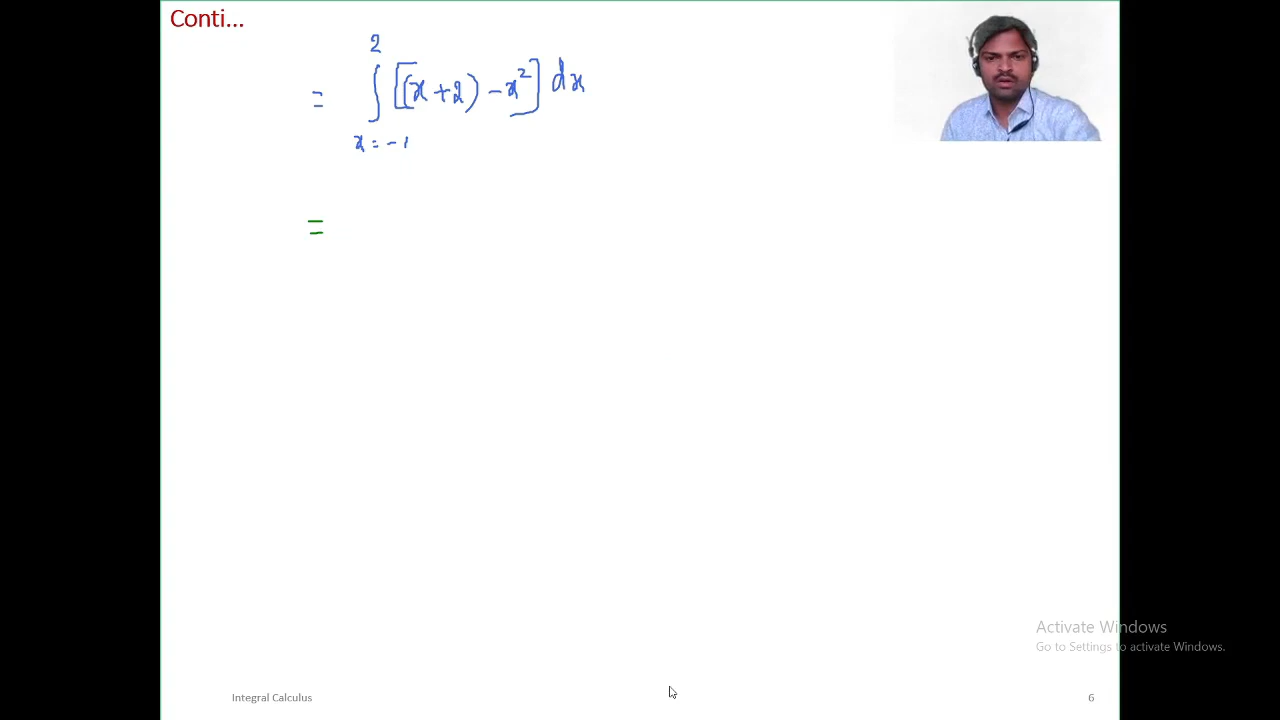 Conti...
2
= ∫ [(x + 2) - x²] dx
x = -1
=
Activate Windows
Go to Settings to activate Windows.
Integral Calculus 6